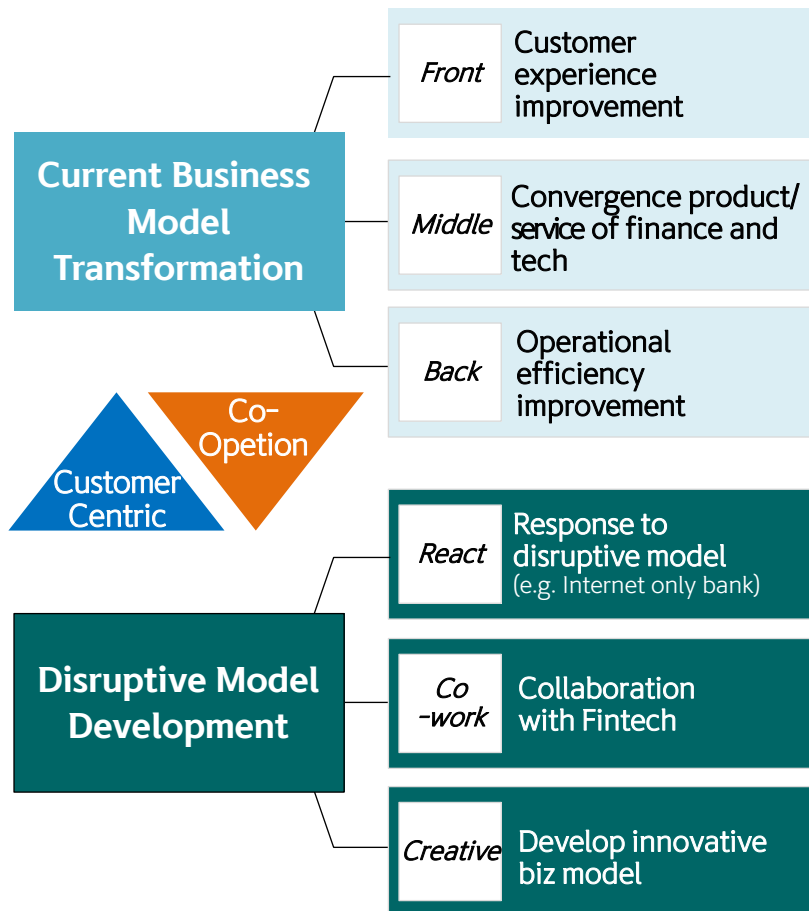 Current Business
Model
Transformation
Front
Customer
experience
improvement
Middle
Convergence product/
service of finance and
tech
Back
Operational
efficiency
improvement
Customer
Centric
Co-
Opetion
Disruptive Model
Development
React
Response to
disruptive model
(e.g. Internet only bank)
Co
-work
Collaboration
with Fintech
Creative
Develop innovative
biz model